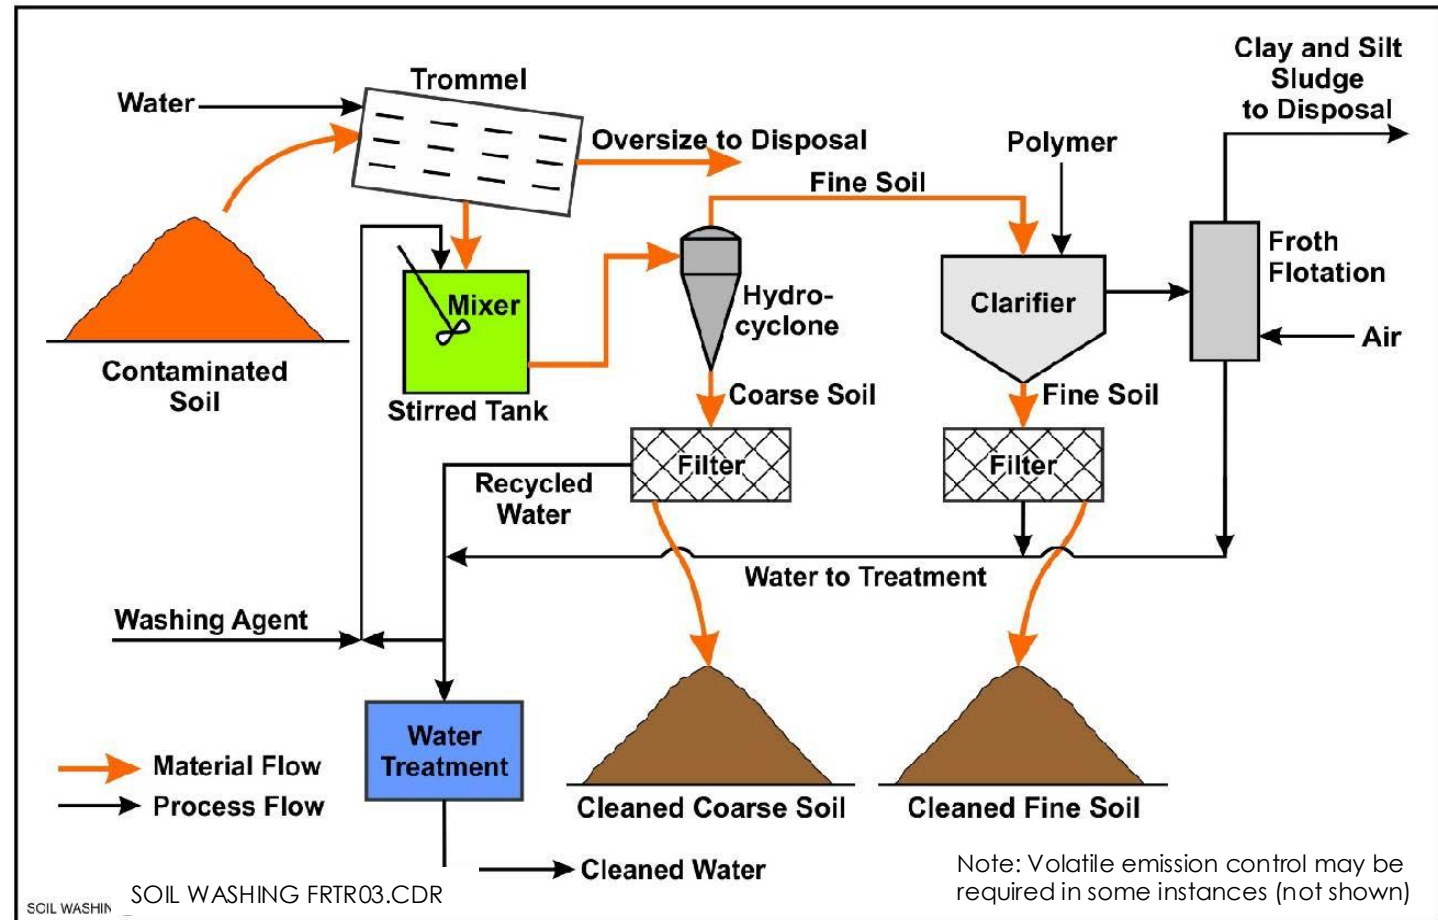 Clay and Silt
Sludge
to Disposal
Trommel
Water
Oversize to Disposal
Polymer
Fine Soil
Froth
Flotation
Mixer
Hydro-
cyclone
Clarifier
Air
Contaminated
Soil
Stirred Tank
Coarse Soil
Fine Soil
Filter
Filter
Recycled
Water
Water to Treatment
Washing Agent
Water
Treatment
Material Flow
Process Flow
Cleaned Coarse Soil
Cleaned Fine Soil
Cleaned Water
Note: Volatile emission control may be
required in some instances (not shown)
SOIL WASHING FRTR03.CDR
SOIL WASHIN